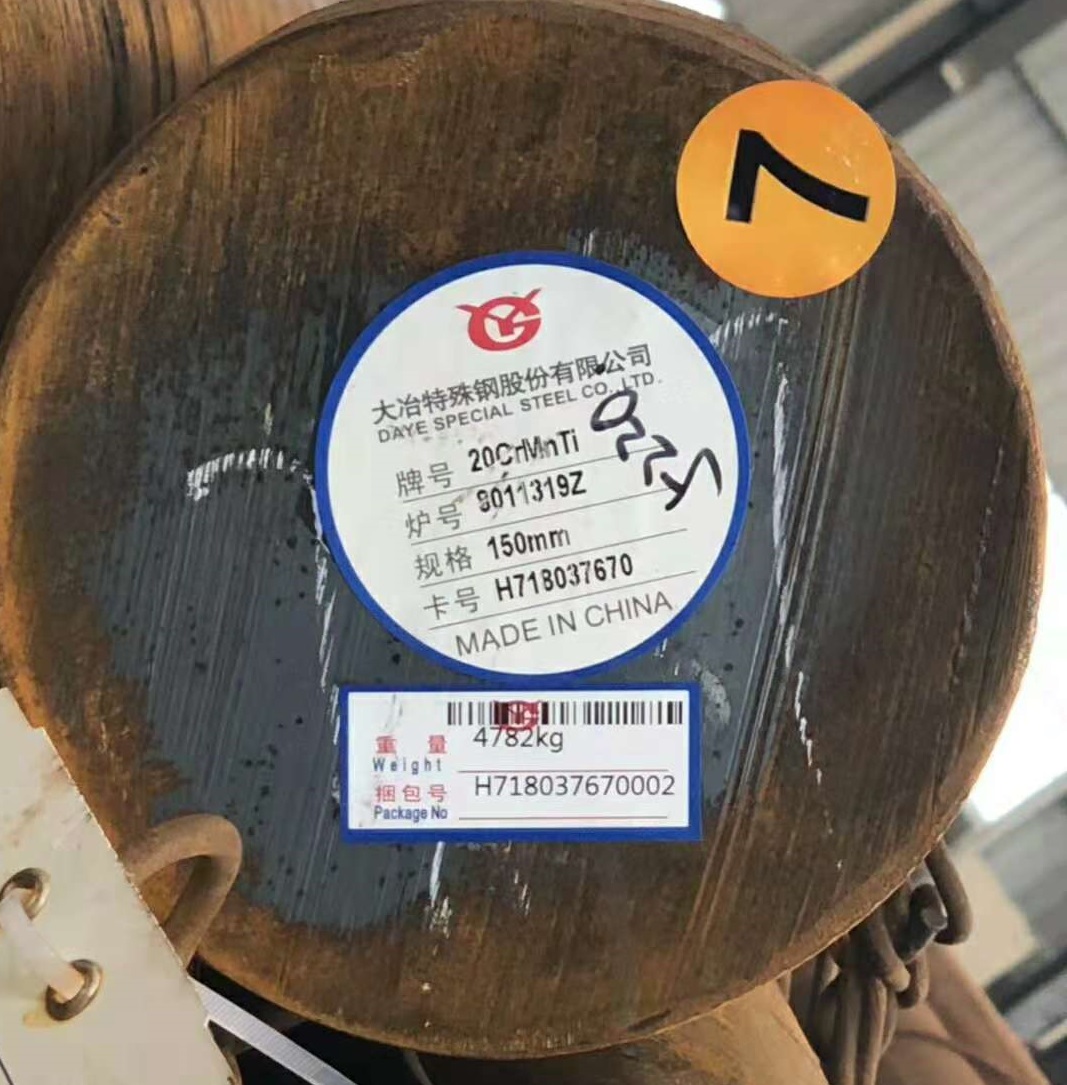 7
大冶特殊钢股份有限公司
DAYE SPECIAL STEEL CO., LTD.
牌号 20CrMnTi
炉号 8011319Z
规格 150mm
卡号 H718037670
MADE IN CHINA
重量 4782kg
Weight
捆包号 H718037670002
Package No